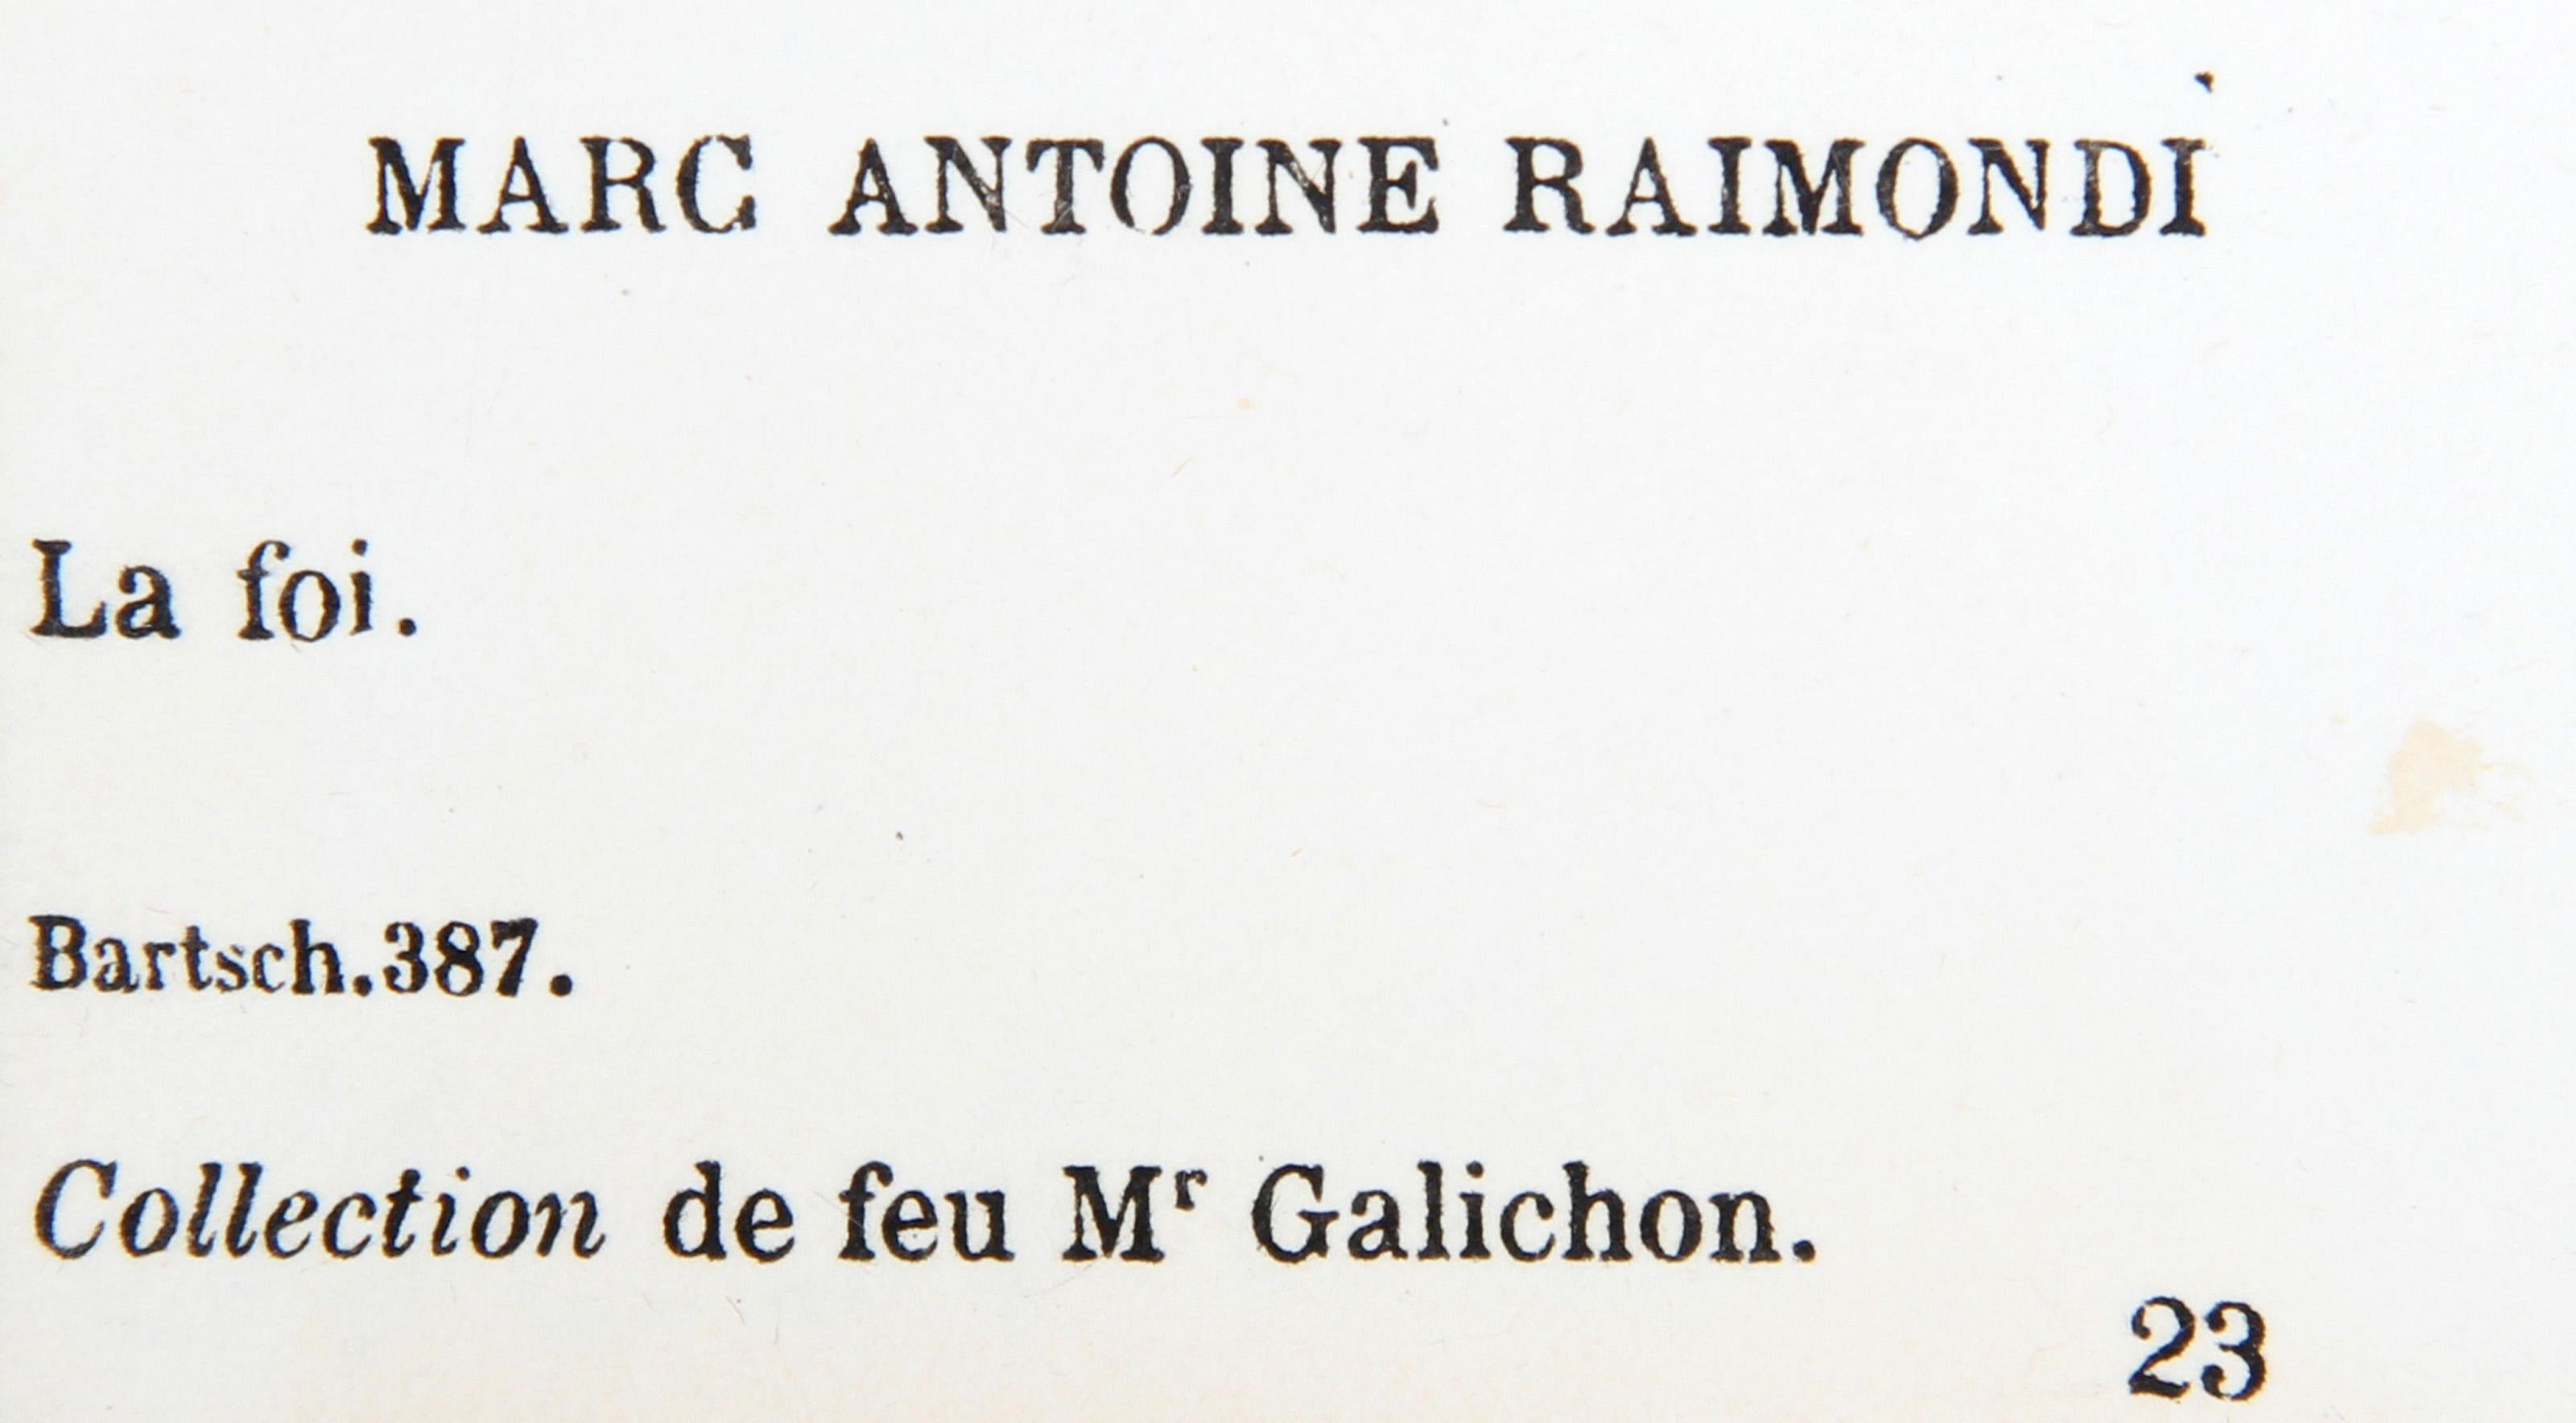 MARC ANTOINE RAIMONDI
La foi.
Bartsch.387.
Collection de feu Mʳ Galichon.
23